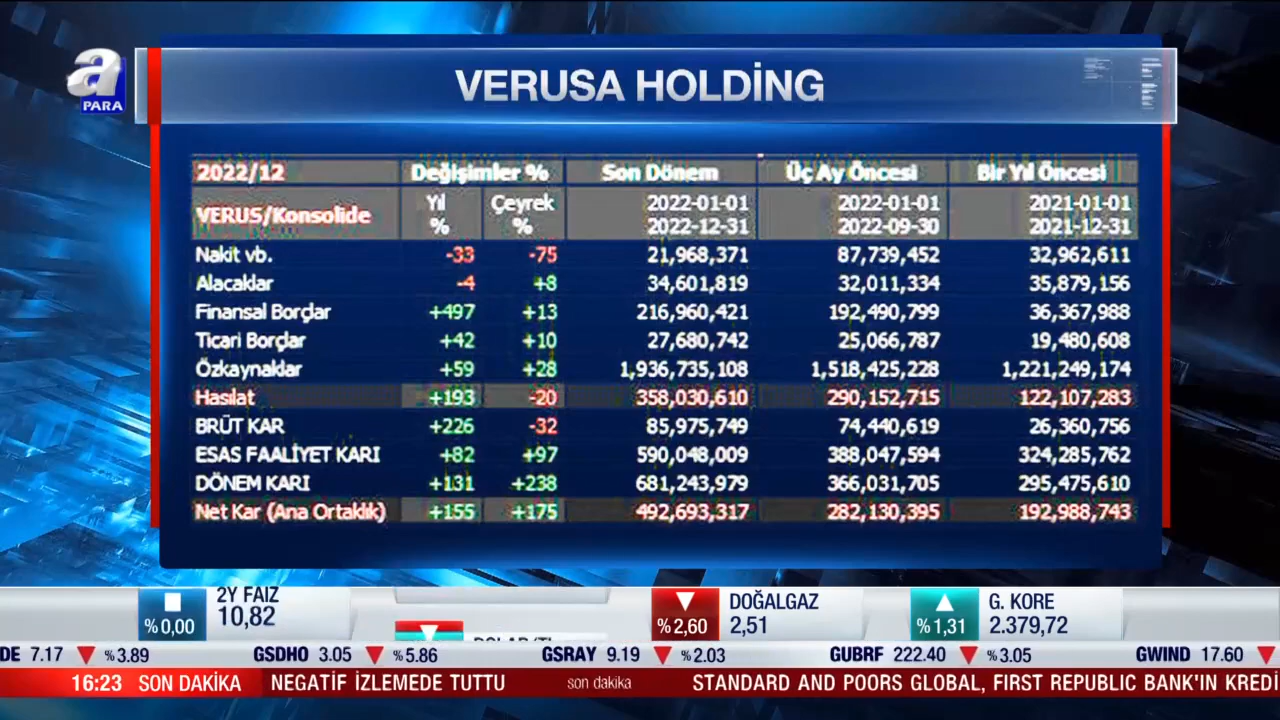 a
PARA
VERUSA HOLDİNG
2022/12 Değişimler % Son Dönem Üç Ay Öncesi Bir Yıl Öncesi
VERUS/Konsolide Yıl % Çeyrek % 2022-01-01 2022-12-31 2022-01-01 2022-09-30 2021-01-01 2021-12-31
Nakit vb. -33 -75 21,968,371 87,739,452 32,962,611
Alacaklar -4 +8 34,601,819 32,011,334 35,879,156
Finansal Borçlar +497 +13 216,960,421 192,490,799 36,367,988
Ticari Borçlar +42 +10 27,680,742 25,066,787 19,480,608
Özkaynaklar +59 +28 1,936,735,108 1,518,425,228 1,221,249,174
Hasılat +193 -20 358,030,610 290,152,715 122,107,283
BRÜT KAR +226 -32 85,975,749 74,440,619 26,360,756
ESAS FAALİYET KARI +82 +97 590,048,009 388,047,594 324,285,762
DÖNEM KARI +131 +238 681,243,979 366,031,705 295,475,610
Net Kar (Ana Ortaklık) +155 +175 492,693,317 282,130,395 192,988,743
%0,00 2Y FAIZ 10,82
%2,60 DOĞALGAZ 2,51
%1,31 G. KORE 2.379,72
DE 7.17 %3.89 GSDHO 3.05 %5.86 GSRAY 9.19 %2.03 GUBRF 222.40 %3.05 GWIND 17.60
16:23 SON DAKİKA NEGATİF İZLEMEDE TUTTU son dakika STANDARD AND POORS GLOBAL, FIRST REPUBLIC BANK'IN KREDİ